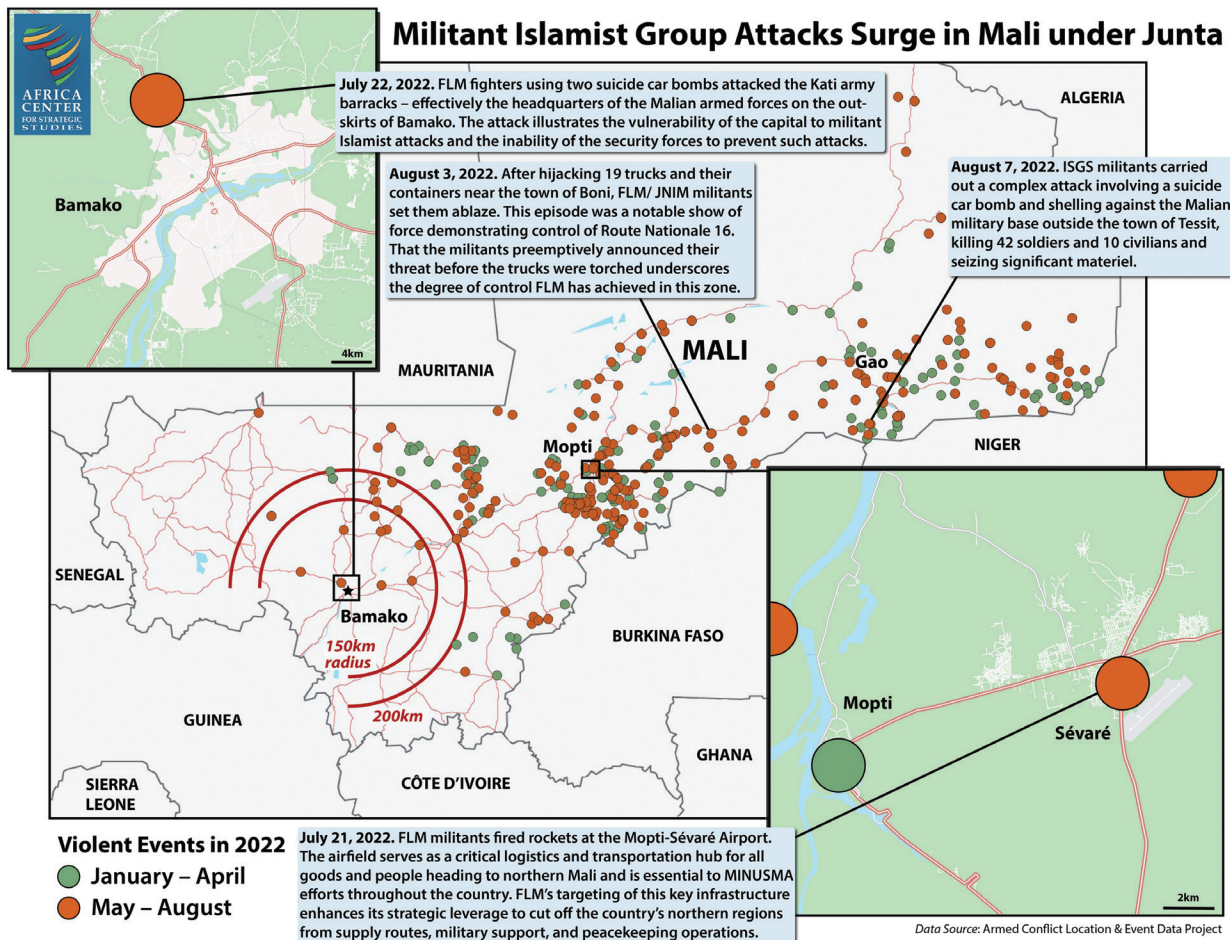 Militant Islamist Group Attacks Surge in Mali under Junta
AFRICA
CENTER
FOR STRATEGIC
STUDIES
Bamako
4km
July 22, 2022. FLM fighters using two suicide car bombs attacked the Kati army
barracks – effectively the headquarters of the Malian armed forces on the out-
skirts of Bamako. The attack illustrates the vulnerability of the capital to militant
Islamist attacks and the inability of the security forces to prevent such attacks.
ALGERIA
August 3, 2022. After hijacking 19 trucks and their
containers near the town of Boni, FLM/ JNIM militants
set them ablaze. This episode was a notable show of
force demonstrating control of Route Nationale 16.
That the militants preemptively announced their
threat before the trucks were torched underscores
the degree of control FLM has achieved in this zone.
August 7, 2022. ISGS militants carried
out a complex attack involving a suicide
car bomb and shelling against the Malian
military base outside the town of Tessit,
killing 42 soldiers and 10 civilians and
seizing significant materiel.
MALI
Gao
MAURITANIA
Mopti
NIGER
SENEGAL
Bamako
150km
radius
200km
BURKINA FASO
GUINEA
GHANA
SIERRA
LEONE
CÔTE D'IVOIRE
Mopti
Sévaré
2km
Violent Events in 2022
January – April
May – August
July 21, 2022. FLM militants fired rockets at the Mopti-Sévaré Airport.
The airfield serves as a critical logistics and transportation hub for all
goods and people heading to northern Mali and is essential to MINUSMA
efforts throughout the country. FLM's targeting of this key infrastructure
enhances its strategic leverage to cut off the country's northern regions
from supply routes, military support, and peacekeeping operations.
Data Source: Armed Conflict Location & Event Data Project